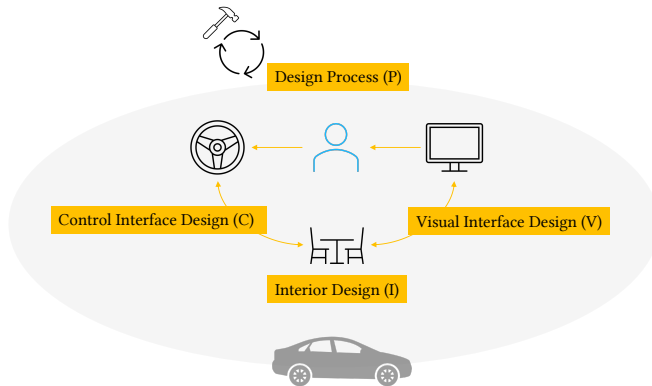 Design Process (P)
Control Interface Design (C)
Visual Interface Design (V)
Interior Design (I)